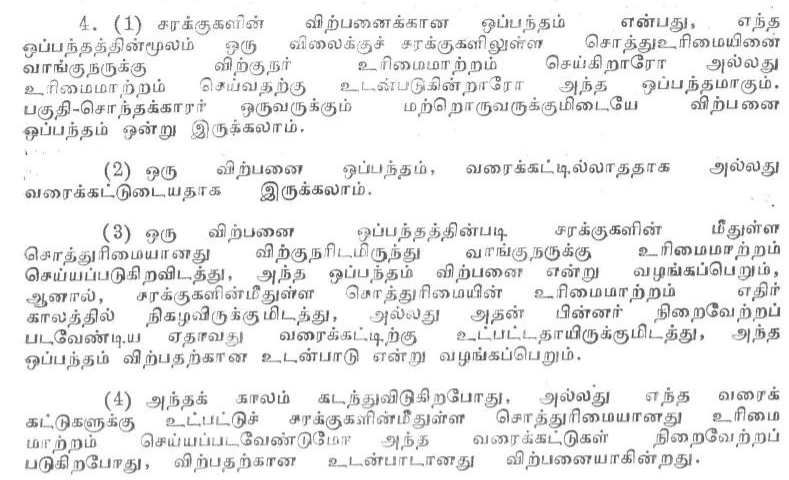 4. (1) சரக்குகளின் விற்பனைக்கான ஒப்பந்தம் என்பது, எந்த
ஒப்பந்தத்தின்மூலம் ஒரு விலைக்குச் சரக்குகளிலுள்ள சொத்துஉரிமையினை
வாங்குநருக்கு விற்குநர் உரிமைமாற்றம் செய்கிறாரோ அல்லது
உரிமைமாற்றம் செய்வதற்கு உடன்படுகின்றாரோ அந்த ஒப்பந்தமாகும்.
பகுதி-சொந்தக்காரர் ஒருவருக்கும் மற்றொருவருக்குமிடையே விற்பனை
ஒப்பந்தம் ஒன்று இருக்கலாம்.
(2) ஒரு விற்பனை ஒப்பந்தம், வரைக்கட்டில்லாததாக அல்லது
வரைக்கட்டுடையதாக இருக்கலாம்.
(3) ஒரு விற்பனை ஒப்பந்தத்தின்படி சரக்குகளின் மீதுள்ள
சொத்துரிமையானது விற்குநரிடமிருந்து வாங்குநருக்கு உரிமைமாற்றம்
செய்யப்படுகிறவிடத்து, அந்த ஒப்பந்தம் விற்பனை என்று வழங்கப்பெறும்,
ஆனால், சரக்குகளின்மீதுள்ள சொத்துரிமையின் உரிமைமாற்றம் எதிர்
காலத்தில் நிகழவிருக்குமிடத்து, அல்லது அதன் பின்னர் நிறைவேற்றப்
படவேண்டிய ஏதாவது வரைக்கட்டிற்கு உட்பட்டதாயிருக்குமிடத்து, அந்த
ஒப்பந்தம் விற்பதற்கான உடன்பாடு என்று வழங்கப்பெறும்.
(4) அந்தக் காலம் கடந்துவிடுகிறபோது, அல்லது எந்த வரைக்
கட்டுகளுக்கு உட்பட்டுச் சரக்குகளின்மீதுள்ள சொத்துரிமையானது உரிமை
மாற்றம் செய்யப்படவேண்டுமோ அந்த வரைக்கட்டுகள் நிறைவேற்றப்
படுகிறபோது, விற்பதற்கான உடன்பாடானது விற்பனையாகின்றது.